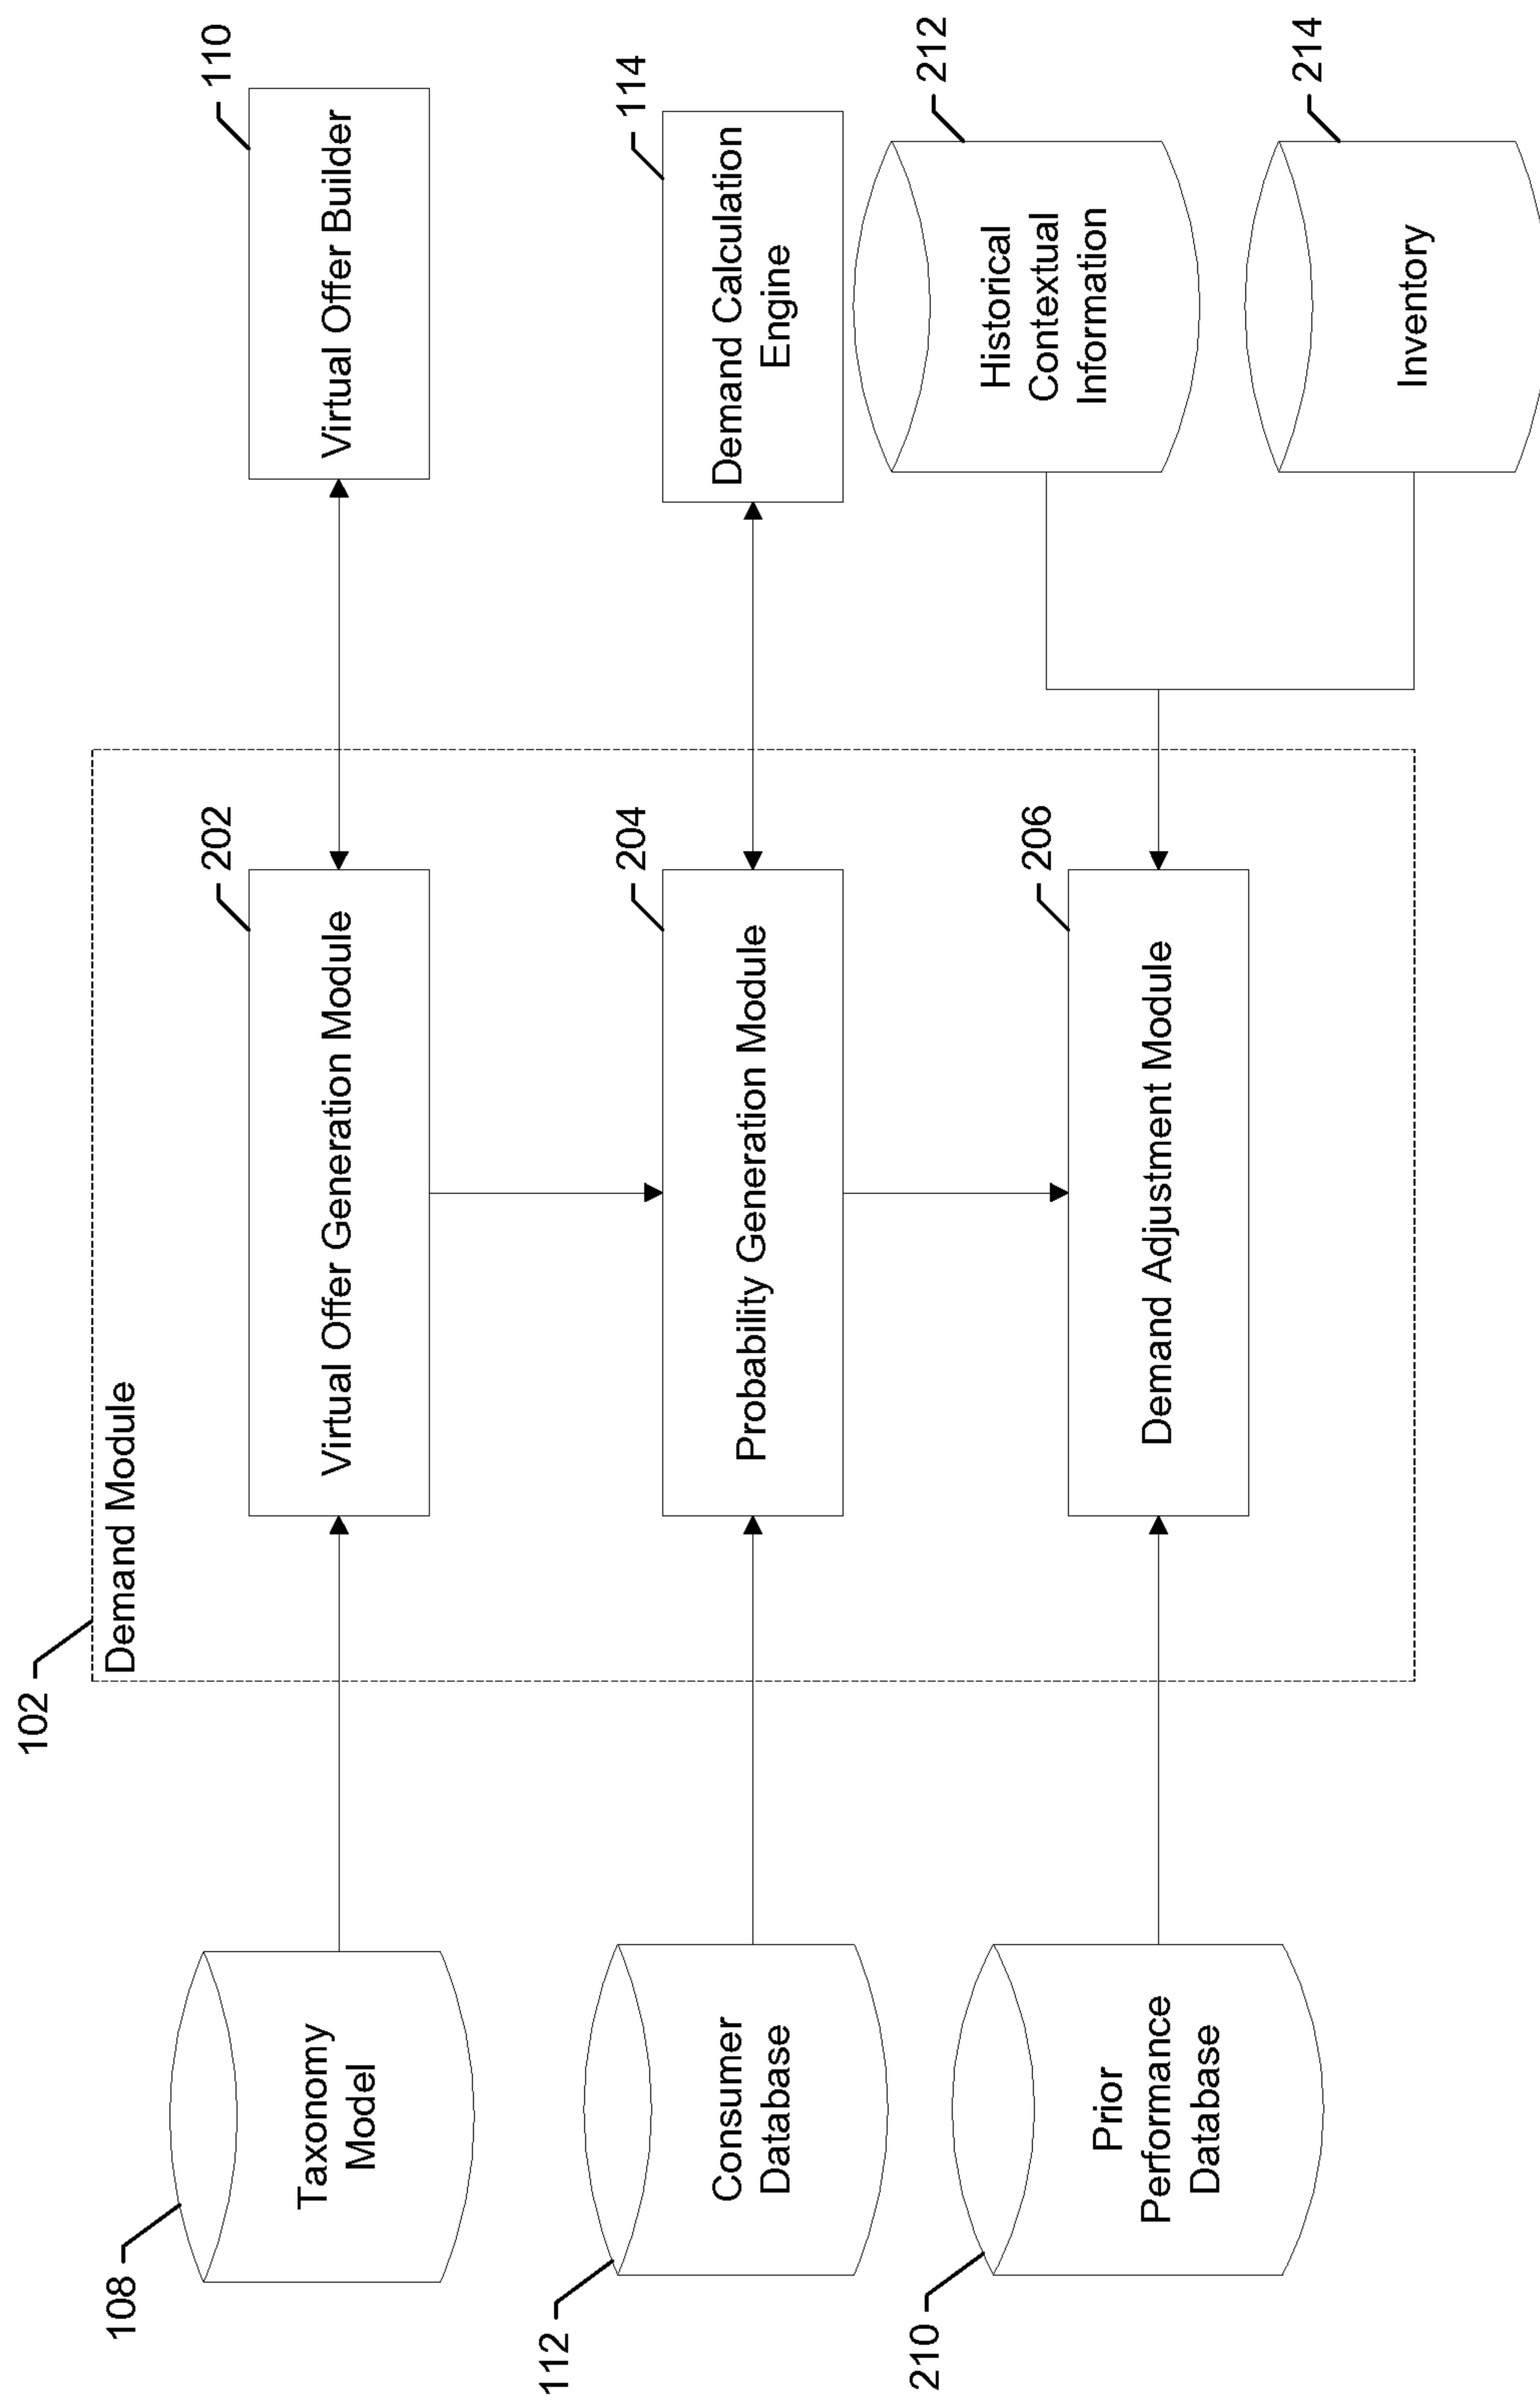 102
Demand Module
108
Taxonomy
Model
202
Virtual Offer Generation Module
110
Virtual Offer Builder
112
Consumer
Database
204
Probability Generation Module
114
Demand Calculation
Engine
210
Prior
Performance
Database
206
Demand Adjustment Module
212
Historical
Contextual
Information
214
Inventory